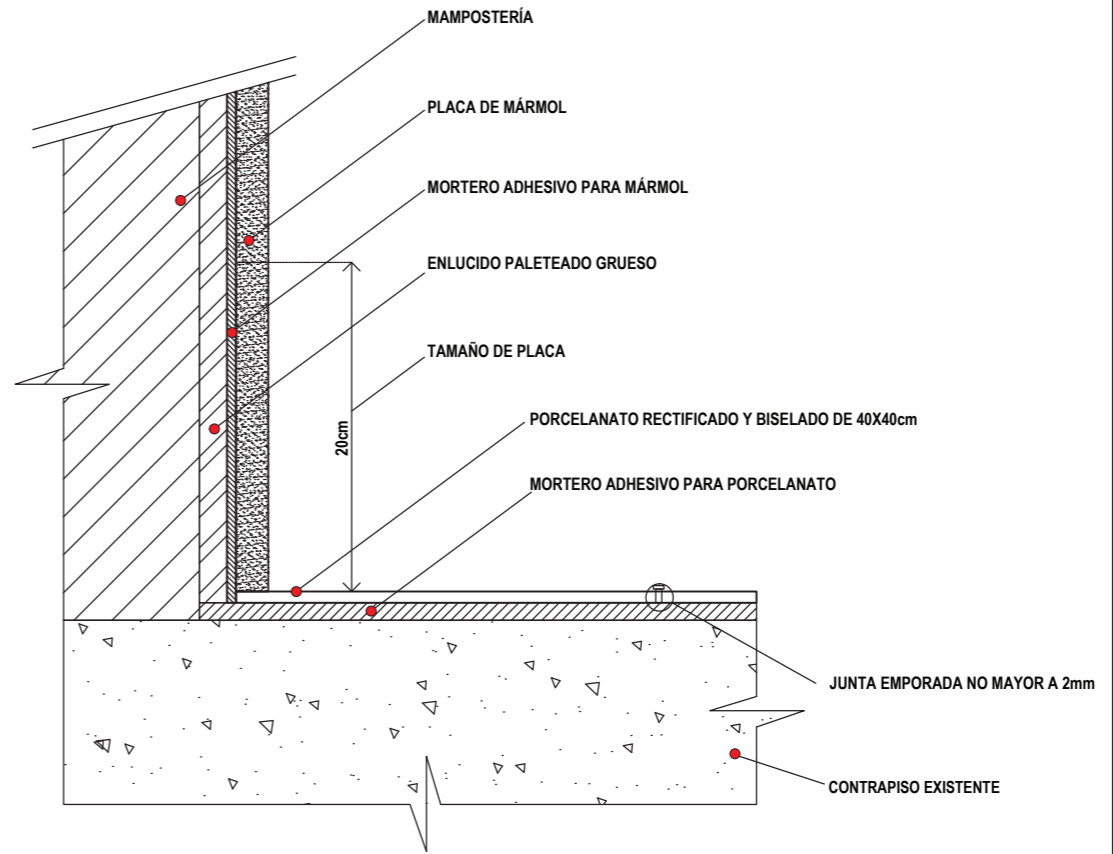 MAMPOSTERÍA
PLACA DE MÁRMOL
MORTERO ADHESIVO PARA MÁRMOL
ENLUCIDO PALETEADO GRUESO
TAMAÑO DE PLACA
20cm
PORCELANATO RECTIFICADO Y BISELADO DE 40X40cm
MORTERO ADHESIVO PARA PORCELANATO
JUNTA EMPORADA NO MAYOR A 2mm
CONTRAPISO EXISTENTE